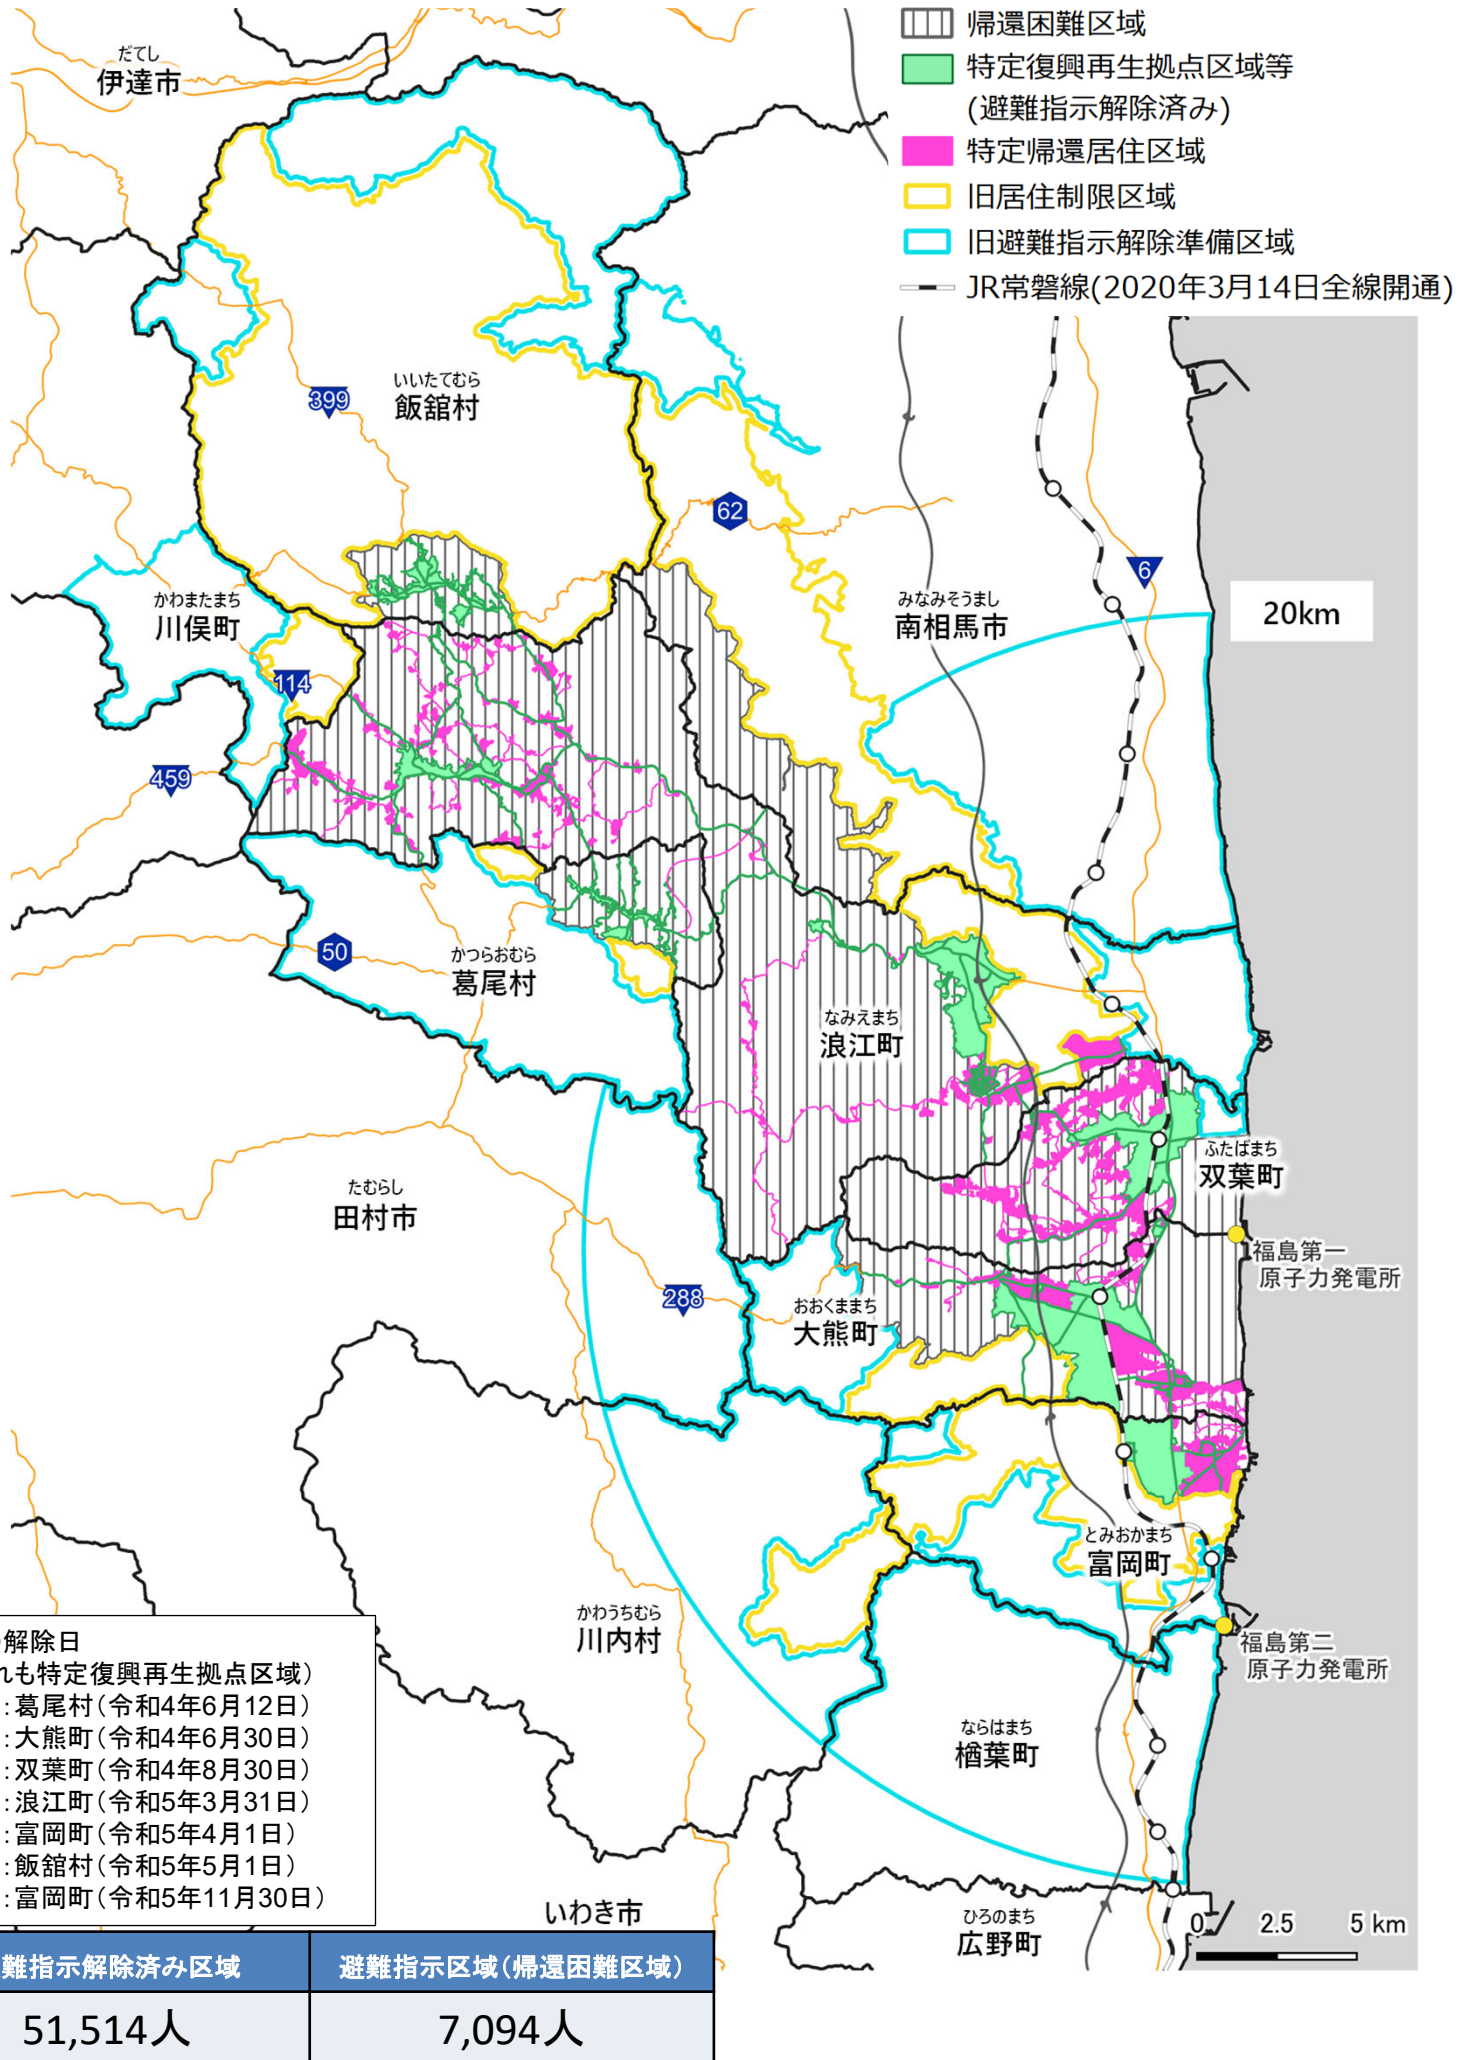 帰還困難区域
特定復興再生拠点区域等
(避難指示解除済み)
特定帰還居住区域
旧居住制限区域
旧避難指示解除準備区域
JR常磐線(2020年3月14日全線開通)
だてし
伊達市
いいたてむら
飯舘村
399
62
6
20km
みなみそうまし
南相馬市
かわまたまち
川俣町
114
459
50
かつらおむら
葛尾村
なみえまち
浪江町
ふたばまち
双葉町
たむらし
田村市
福島第一
原子力発電所
288
おおくままち
大熊町
とみおかまち
富岡町
かわうちむら
川内村
福島第二
原子力発電所
ならはまち
楢葉町
いわき市
ひろのまち
広野町
0 2.5 5 km
解除日
れも特定復興再生拠点区域）
：葛尾村（令和4年6月12日）
：大熊町（令和4年6月30日）
：双葉町（令和4年8月30日）
：浪江町（令和5年3月31日）
：富岡町（令和5年4月1日）
：飯舘村（令和5年5月1日）
：富岡町（令和5年11月30日）
難指示解除済み区域 避難指示区域（帰還困難区域）
51,514人 7,094人